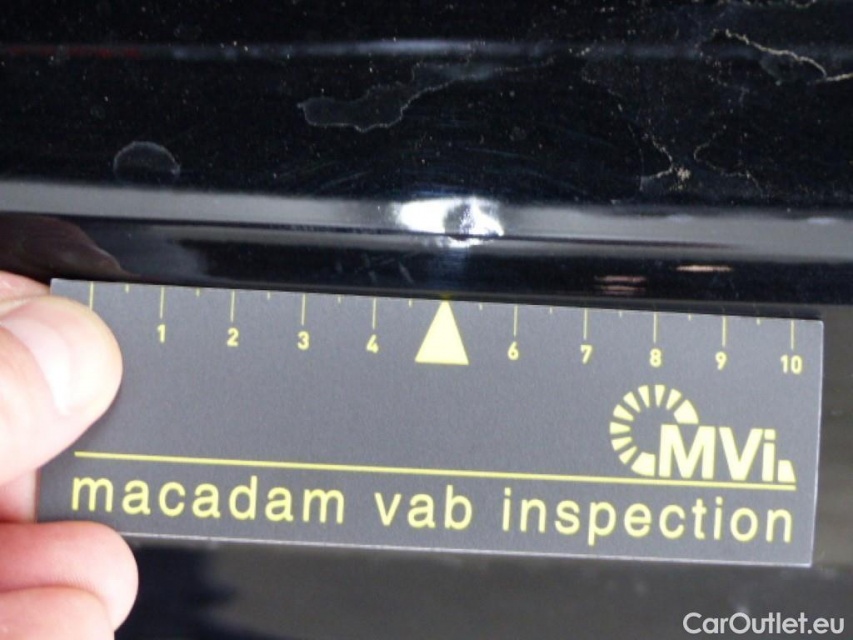 1 2 3 4 6 7 8 9 10
MVi.
macadam vab inspection
CarOutlet.eu